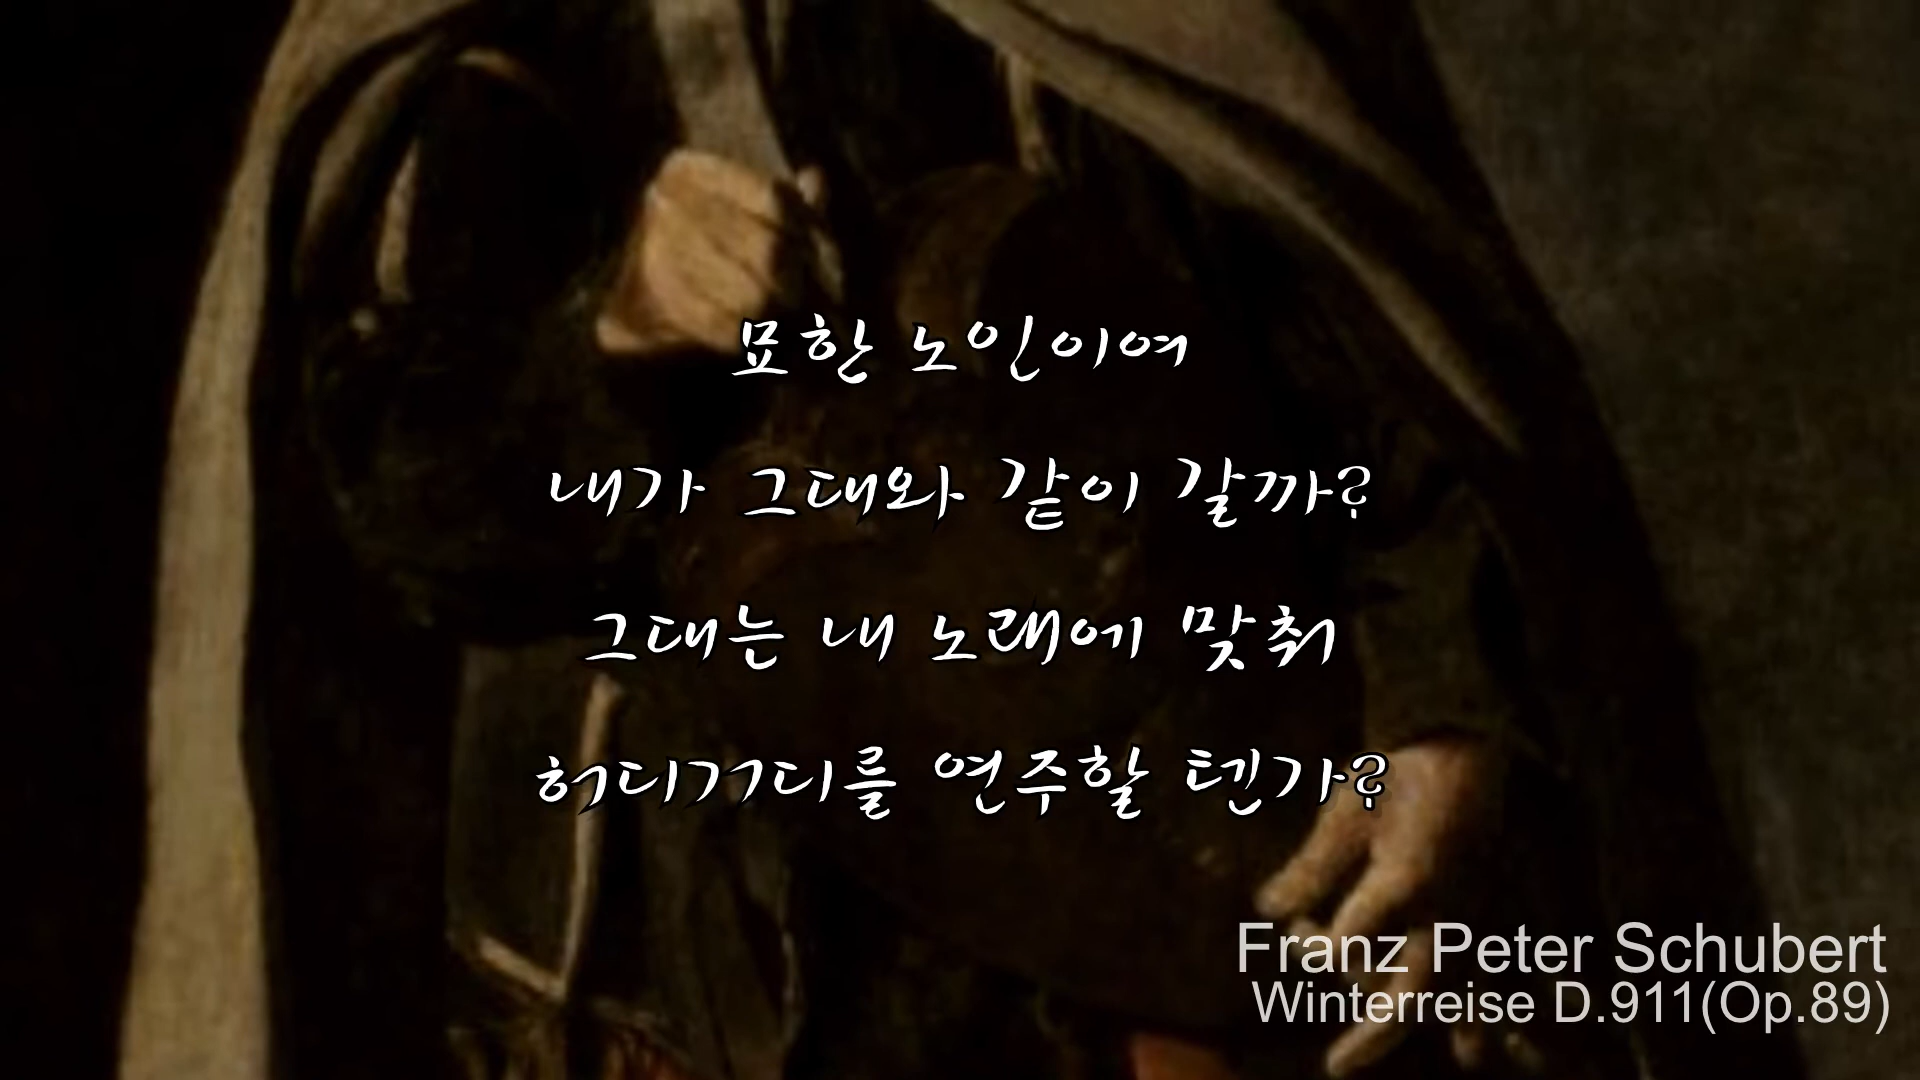 묘한 노인이여
내가 그대와 같이 갈까?
그대는 내 노래에 맞춰
허디거디를 연주할 텐가?
Franz Peter Schubert
Winterreise D.911(Op.89)